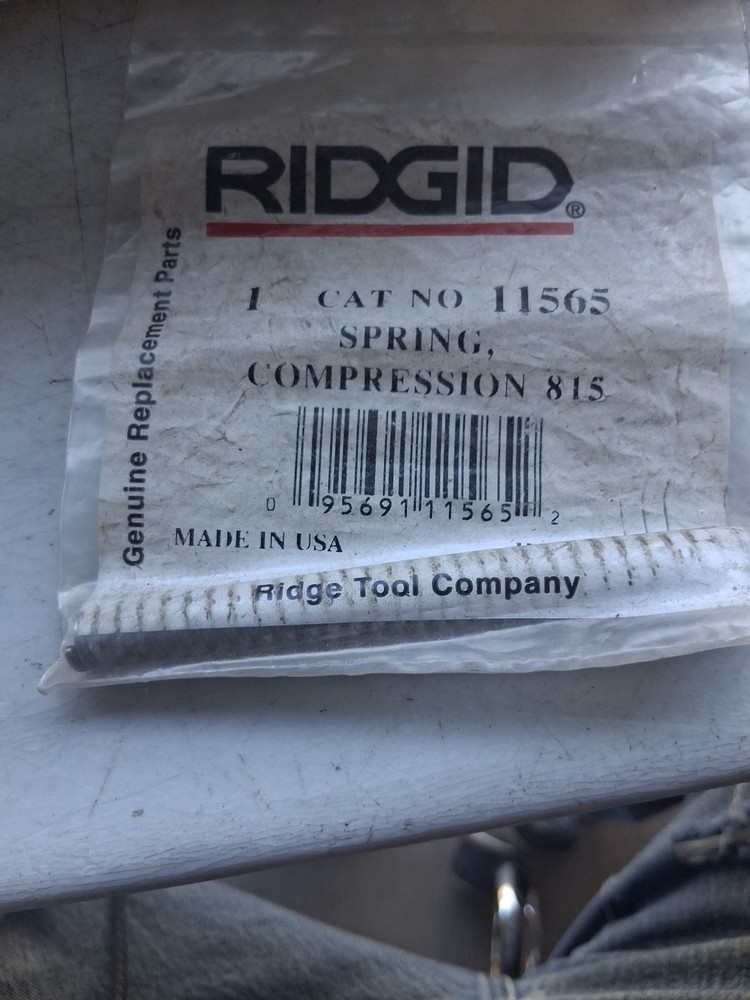 RIDGID®
Genuine Replacement Parts
1 CAT NO 11565
SPRING,
COMPRESSION 815
0 95691 11565 2
MADE IN USA
Ridge Tool Company